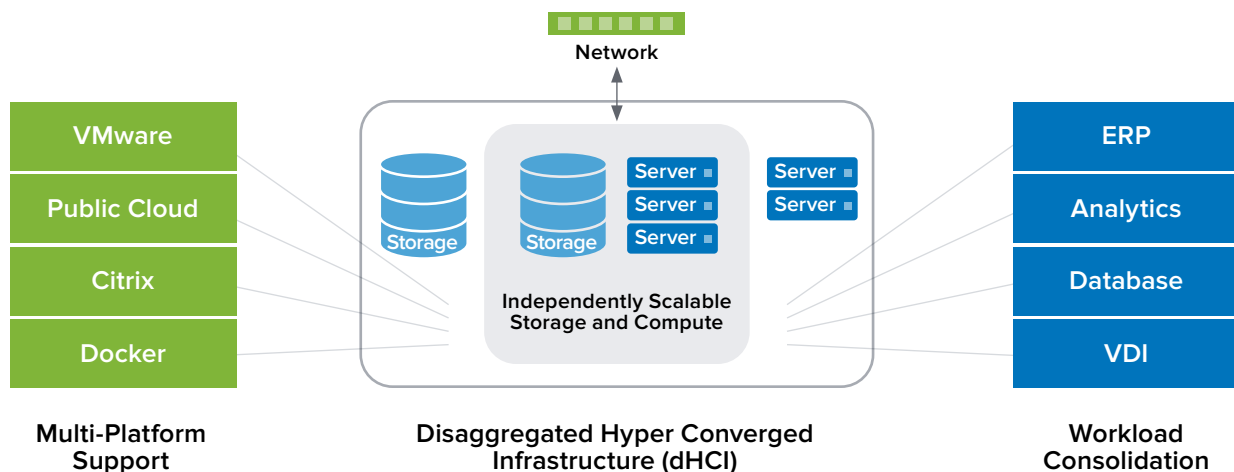 Network
VMware
Public Cloud
Citrix
Docker
Multi-Platform
Support
Storage
Storage
Server
Server
Server
Server
Server
Independently Scalable
Storage and Compute
Disaggregated Hyper Converged
Infrastructure (dHCI)
ERP
Analytics
Database
VDI
Workload
Consolidation